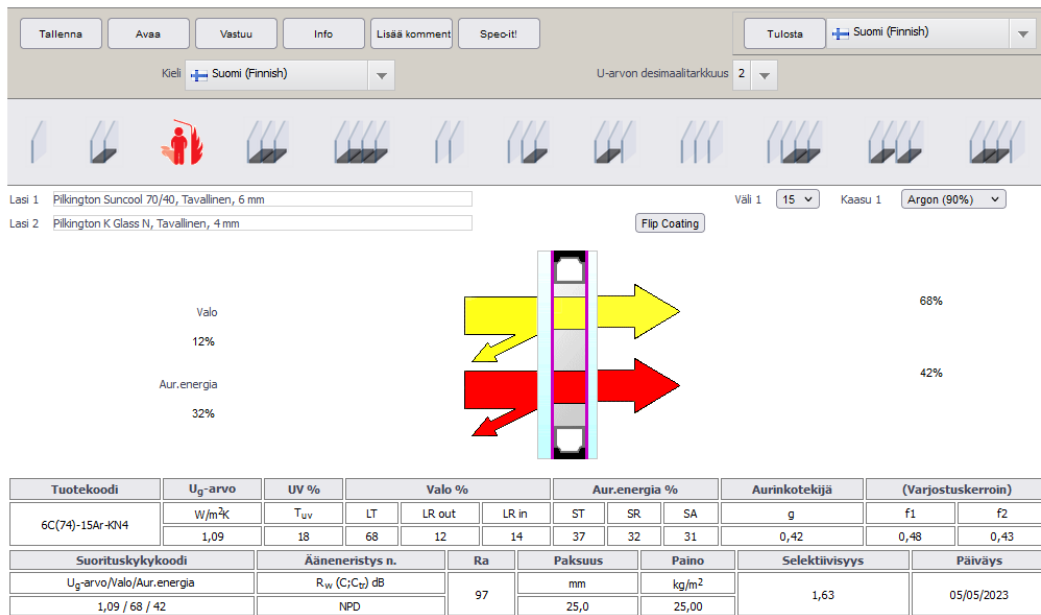 Tallenna Avaa Vastuu Info Lisää komment Spec-it! Tulosta Suomi (Finnish)
Kieli Suomi (Finnish) U-arvon desimaalitarkkuus 2
Lasi 1 Pilkington Suncool 70/40, Tavallinen, 6 mm Väli 1 15 Kaasu 1 Argon (90%)
Lasi 2 Pilkington K Glass N, Tavallinen, 4 mm Flip Coating
68%
Valo
12%
42%
Aur.energia
32%
Tuotekoodi Ug-arvo UV % Valo % Aur.energia % Aurinkotekijä (Varjostuskerroin)
6C(74)-15Ar-KN4 W/m²K Tuv LT LR out LR in ST SR SA g f1 f2
1,09 18 68 12 14 37 32 31 0,42 0,48 0,43
Suorituskykykoodi Ääneneristys n. Ra Paksuus Paino Selektiivisyys Päiväys
Ug-arvo/Valo/Aur.energia Rw (C;Ctr) dB 97 mm kg/m² 1,63 05/05/2023
1,09 / 68 / 42 NPD 25,0 25,00